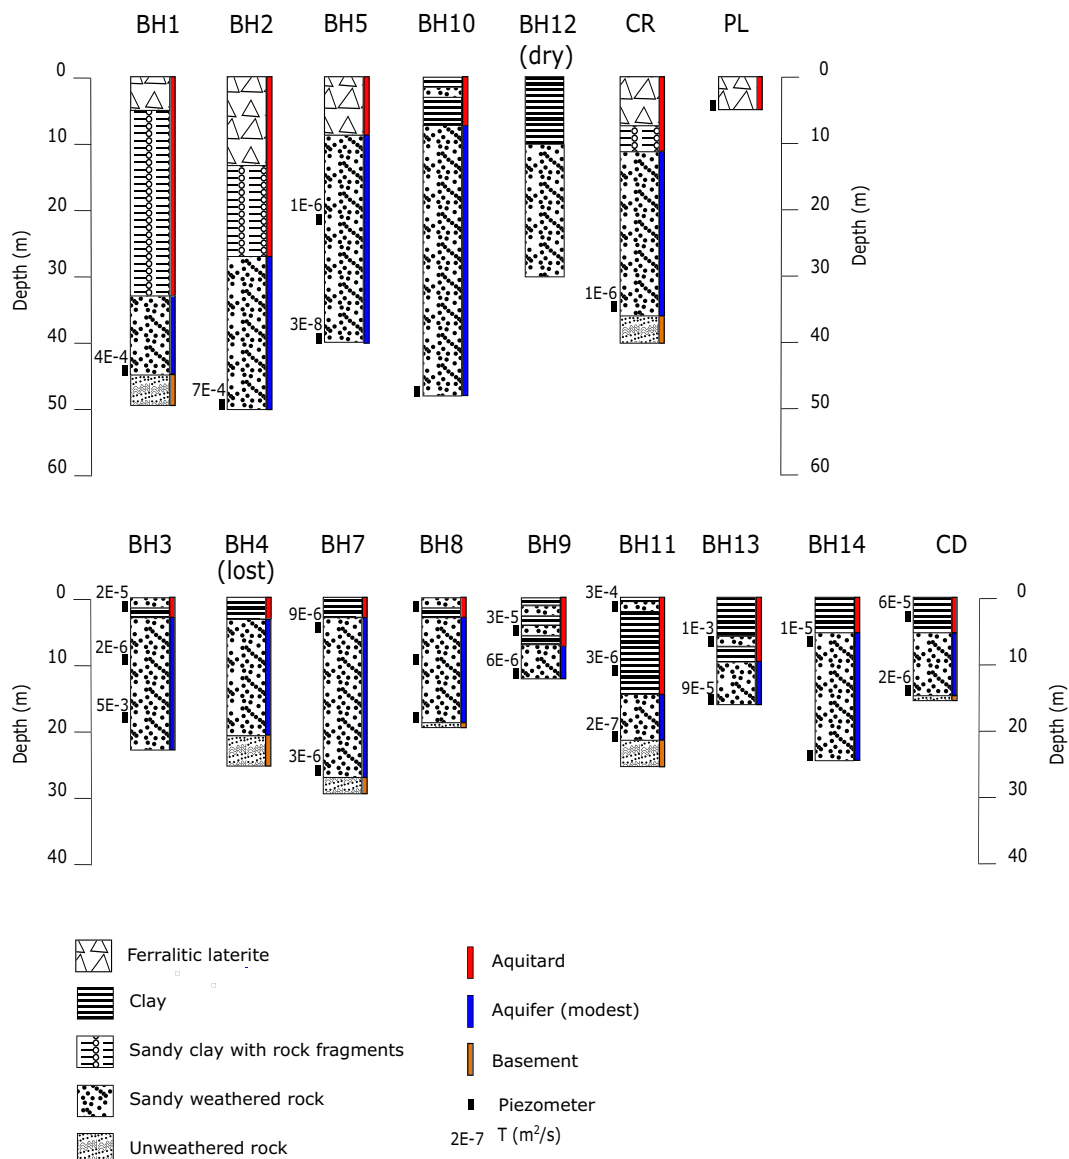 BH1 BH2 BH5 BH10 BH12 CR PL
(dry)
0 0
10 10
1E-6
20 20
Depth (m) Depth (m)
30 30
1E-6
3E-8
40 40
4E-4
7E-4
50 50
60 60
BH3 BH4 BH7 BH8 BH9 BH11 BH13 BH14 CD
(lost)
0 2E-5 9E-6 3E-5 3E-4 1E-3 1E-5 6E-5 0
10 2E-6 6E-6 3E-6 9E-5 2E-6 10
Depth (m) 5E-3 2E-7 Depth (m)
20 20
3E-6
30 30
40 40
Ferralitic laterite
Clay
Sandy clay with rock fragments
Sandy weathered rock
Unweathered rock
Aquitard
Aquifer (modest)
Basement
Piezometer
2E-7 T (m²/s)